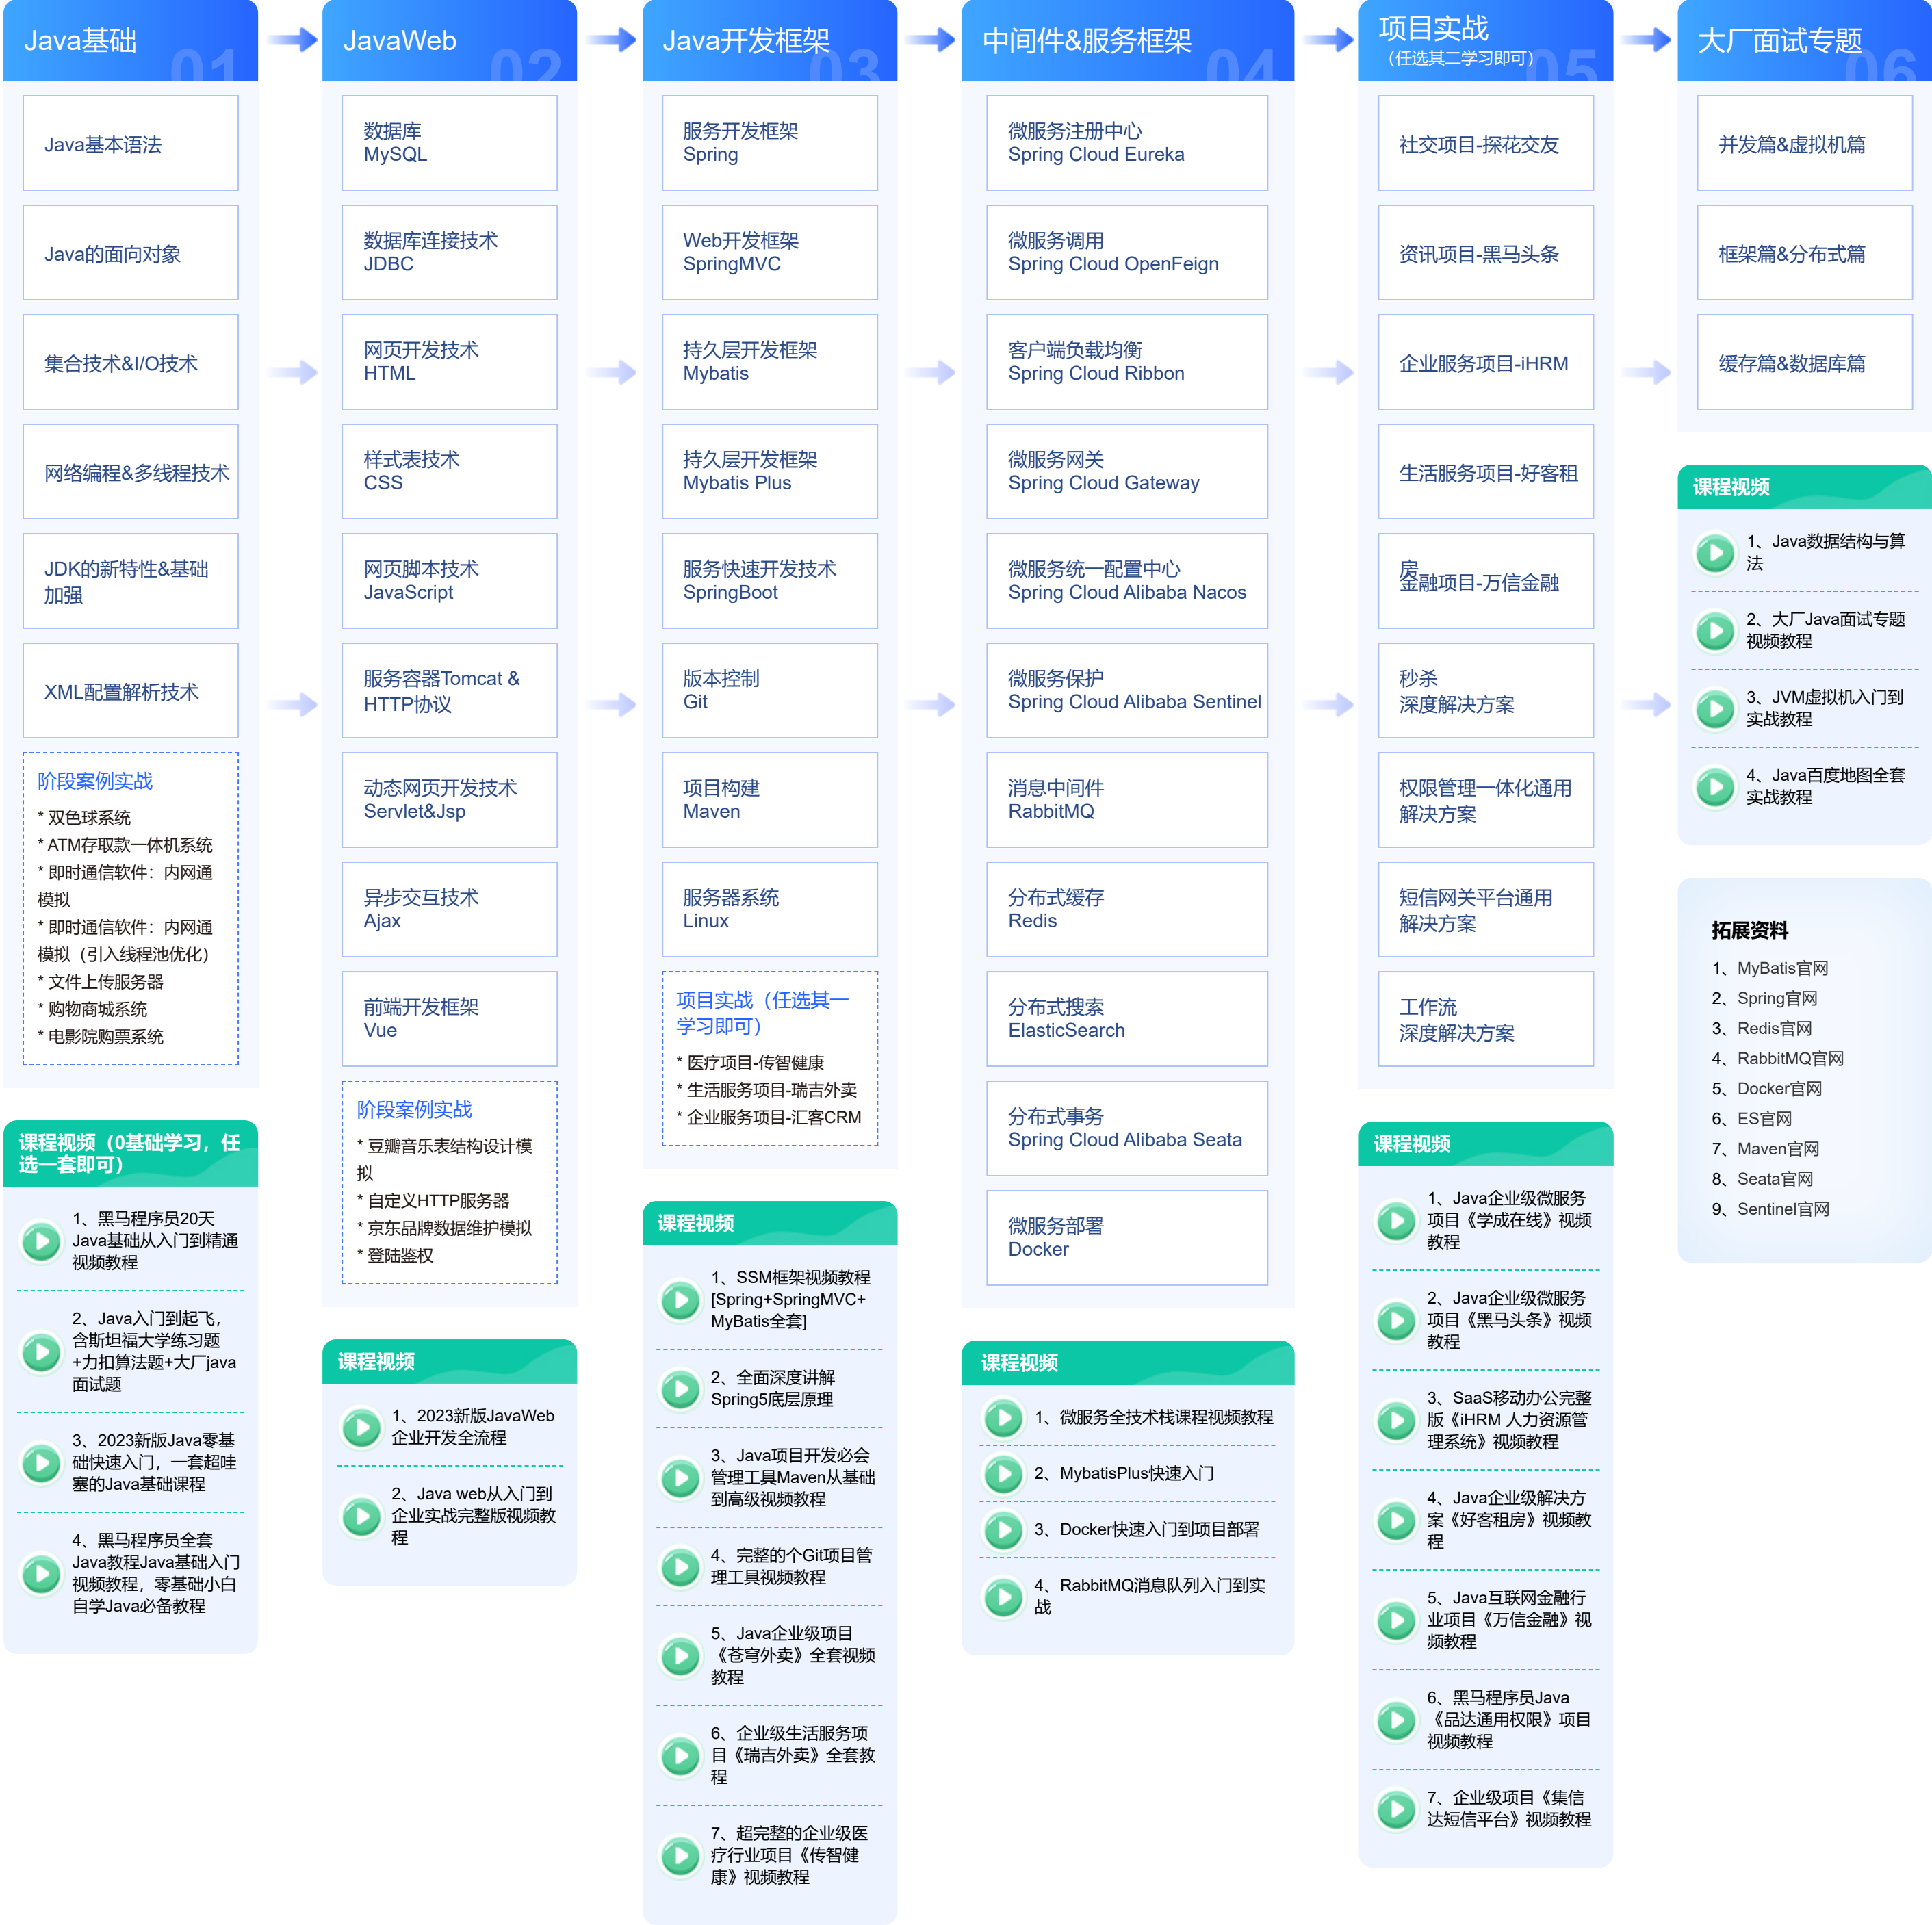 Java基础
01
Java基本语法
Java的面向对象
集合技术&I/O技术
网络编程&多线程技术
JDK的新特性&基础
加强
XML配置解析技术
阶段案例实战
* 双色球系统
* ATM存取款一体机系统
* 即时通信软件：内网通
模拟
* 即时通信软件：内网通
模拟（引入线程池优化）
* 文件上传服务器
* 购物商城系统
* 电影院购票系统
课程视频（0基础学习，任
选一套即可）
1、黑马程序员20天
Java基础从入门到精通
视频教程
2、Java入门到起飞，
含斯坦福大学练习题
+力扣算法题+大厂java
面试题
3、2023新版Java零基
础快速入门，一套超哇
塞的Java基础课程
4、黑马程序员全套
Java教程Java基础入门
视频教程，零基础小白
自学Java必备教程
JavaWeb
02
数据库
MySQL
数据库连接技术
JDBC
网页开发技术
HTML
样式表技术
CSS
网页脚本技术
JavaScript
服务容器Tomcat &
HTTP协议
动态网页开发技术
Servlet&Jsp
异步交互技术
Ajax
前端开发框架
Vue
阶段案例实战
* 豆瓣音乐表结构设计模
拟
* 自定义HTTP服务器
* 京东品牌数据维护模拟
* 登陆鉴权
课程视频
1、2023新版JavaWeb
企业开发全流程
2、Java web从入门到
企业实战完整版视频教
程
Java开发框架
03
服务开发框架
Spring
Web开发框架
SpringMVC
持久层开发框架
Mybatis
持久层开发框架
Mybatis Plus
服务快速开发技术
SpringBoot
版本控制
Git
项目构建
Maven
服务器系统
Linux
项目实战（任选其一
学习即可）
* 医疗项目-传智健康
* 生活服务项目-瑞吉外卖
* 企业服务项目-汇客CRM
课程视频
1、SSM框架视频教程
[Spring+SpringMVC+
MyBatis全套]
2、全面深度讲解
Spring5底层原理
3、Java项目开发必会
管理工具Maven从基础
到高级视频教程
4、完整的个Git项目管
理工具视频教程
5、Java企业级项目
《苍穹外卖》全套视频
教程
6、企业级生活服务项
目《瑞吉外卖》全套教
程
7、超完整的企业级医
疗行业项目《传智健
康》视频教程
中间件&服务框架
04
微服务注册中心
Spring Cloud Eureka
微服务调用
Spring Cloud OpenFeign
客户端负载均衡
Spring Cloud Ribbon
微服务网关
Spring Cloud Gateway
微服务统一配置中心
Spring Cloud Alibaba Nacos
微服务保护
Spring Cloud Alibaba Sentinel
消息中间件
RabbitMQ
分布式缓存
Redis
分布式搜索
ElasticSearch
分布式事务
Spring Cloud Alibaba Seata
微服务部署
Docker
课程视频
1、微服务全技术栈课程视频教程
2、MybatisPlus快速入门
3、Docker快速入门到项目部署
4、RabbitMQ消息队列入门到实
战
项目实战
（任选其二学习即可）
05
社交项目-探花交友
资讯项目-黑马头条
企业服务项目-iHRM
生活服务项目-好客租
房
金融项目-万信金融
秒杀
深度解决方案
权限管理一体化通用
解决方案
短信网关平台通用
解决方案
工作流
深度解决方案
课程视频
1、Java企业级微服务
项目《学成在线》视频
教程
2、Java企业级微服务
项目《黑马头条》视频
教程
3、SaaS移动办公完整
版《iHRM 人力资源管
理系统》视频教程
4、Java企业级解决方
案《好客租房》视频教
程
5、Java互联网金融行
业项目《万信金融》视
频教程
6、黑马程序员Java
《品达通用权限》项目
视频教程
7、企业级项目《集信
达短信平台》视频教程
大厂面试专题
06
并发篇&虚拟机篇
框架篇&分布式篇
缓存篇&数据库篇
课程视频
1、Java数据结构与算
法
2、大厂Java面试专题
视频教程
3、JVM虚拟机入门到
实战教程
4、Java百度地图全套
实战教程
拓展资料
1、MyBatis官网
2、Spring官网
3、Redis官网
4、RabbitMQ官网
5、Docker官网
6、ES官网
7、Maven官网
8、Seata官网
9、Sentinel官网